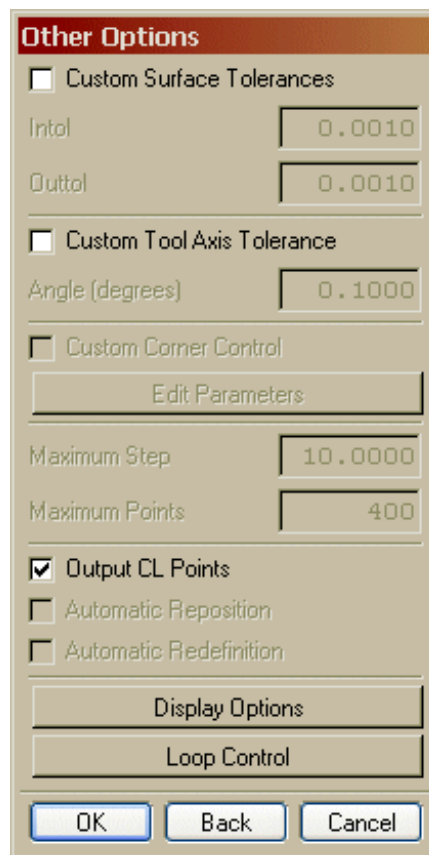 Other Options
Custom Surface Tolerances
Intol 0.0010
Outtol 0.0010
Custom Tool Axis Tolerance
Angle (degrees) 0.1000
Custom Corner Control
Edit Parameters
Maximum Step 10.0000
Maximum Points 400
Output CL Points
Automatic Reposition
Automatic Redefinition
Display Options
Loop Control
OK Back Cancel